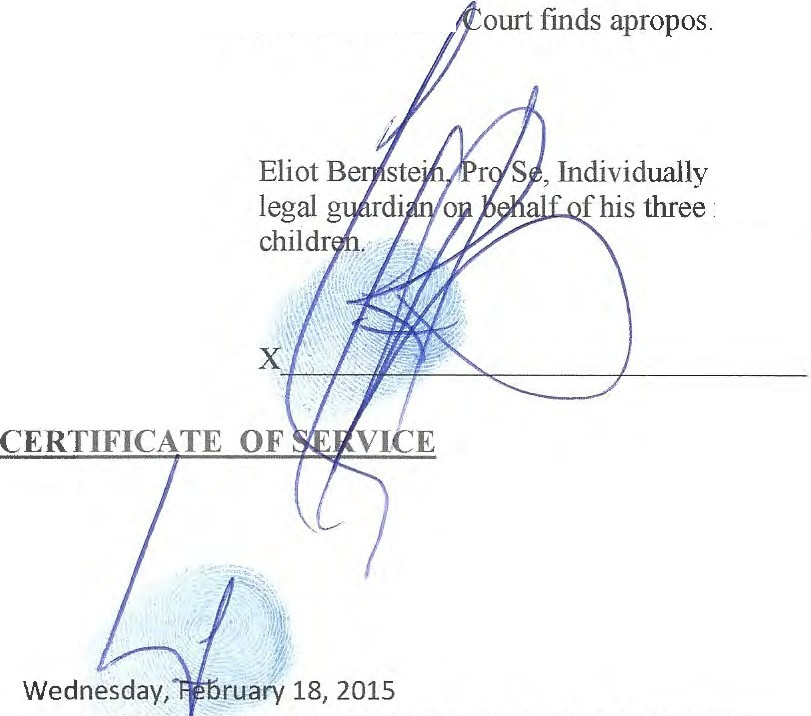 Court finds apropos.
Eliot Bernstein, Pro Se, Individually
legal guardian on behalf of his three
children.
X
CERTIFICATE OF SERVICE
Wednesday, February 18, 2015